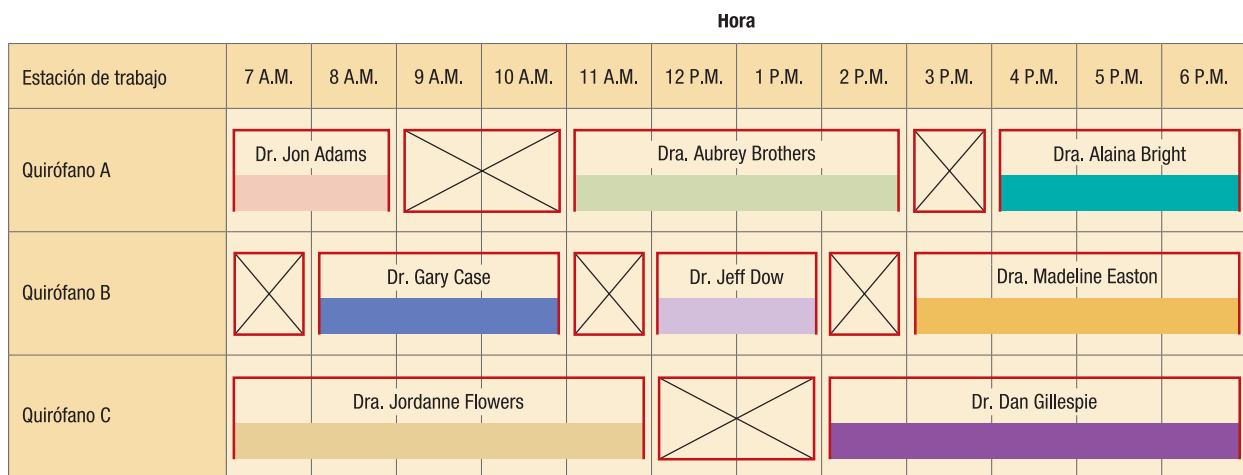 Hora
Estación de trabajo 7 A.M. 8 A.M. 9 A.M. 10 A.M. 11 A.M. 12 P.M. 1 P.M. 2 P.M. 3 P.M. 4 P.M. 5 P.M. 6 P.M.
Quirófano A Dr. Jon Adams Dra. Aubrey Brothers Dra. Alaina Bright
Quirófano B Dr. Gary Case Dr. Jeff Dow Dra. Madeline Easton
Quirófano C Dra. Jordanne Flowers Dr. Dan Gillespie